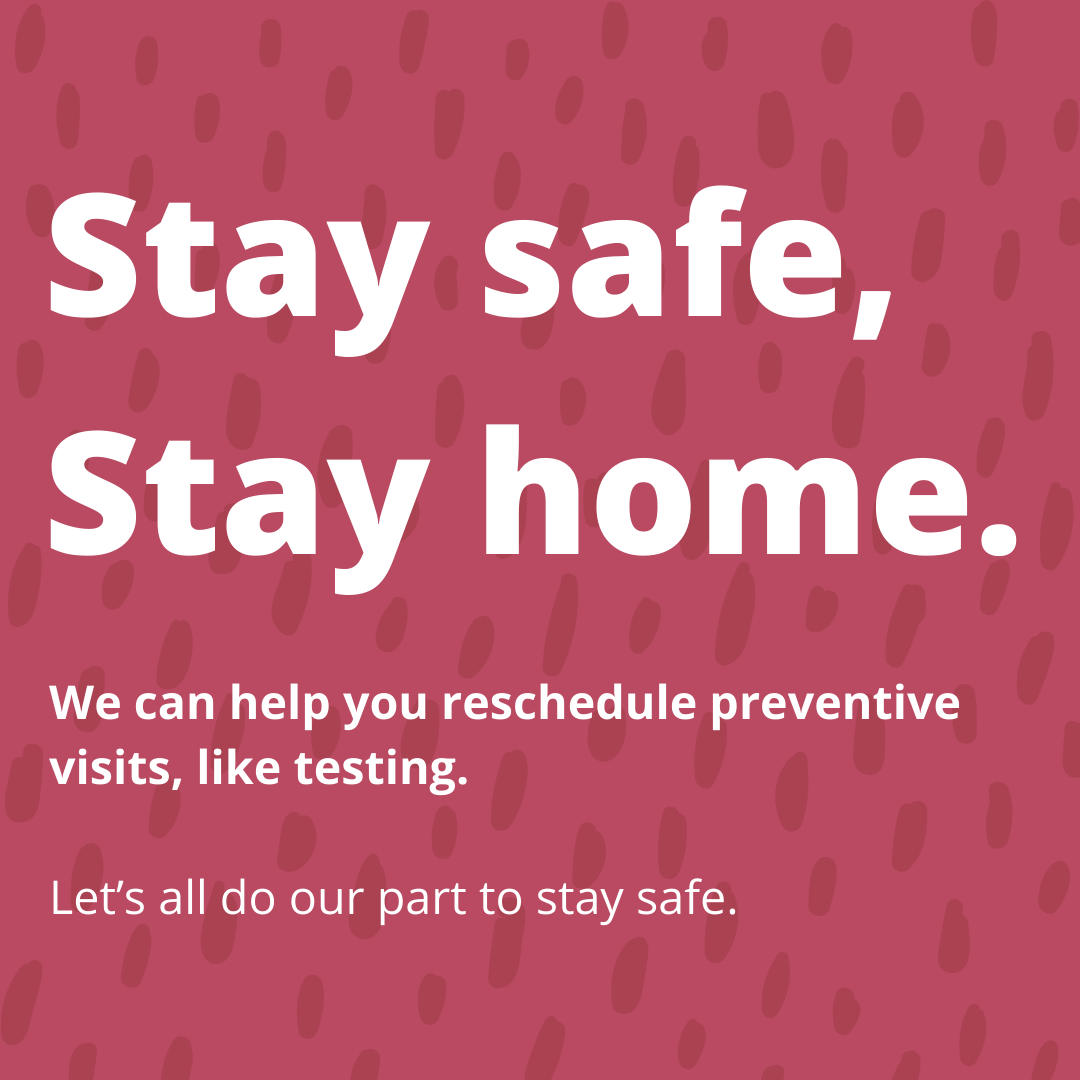 Stay safe,
Stay home.
We can help you reschedule preventive
visits, like testing.
Let’s all do our part to stay safe.